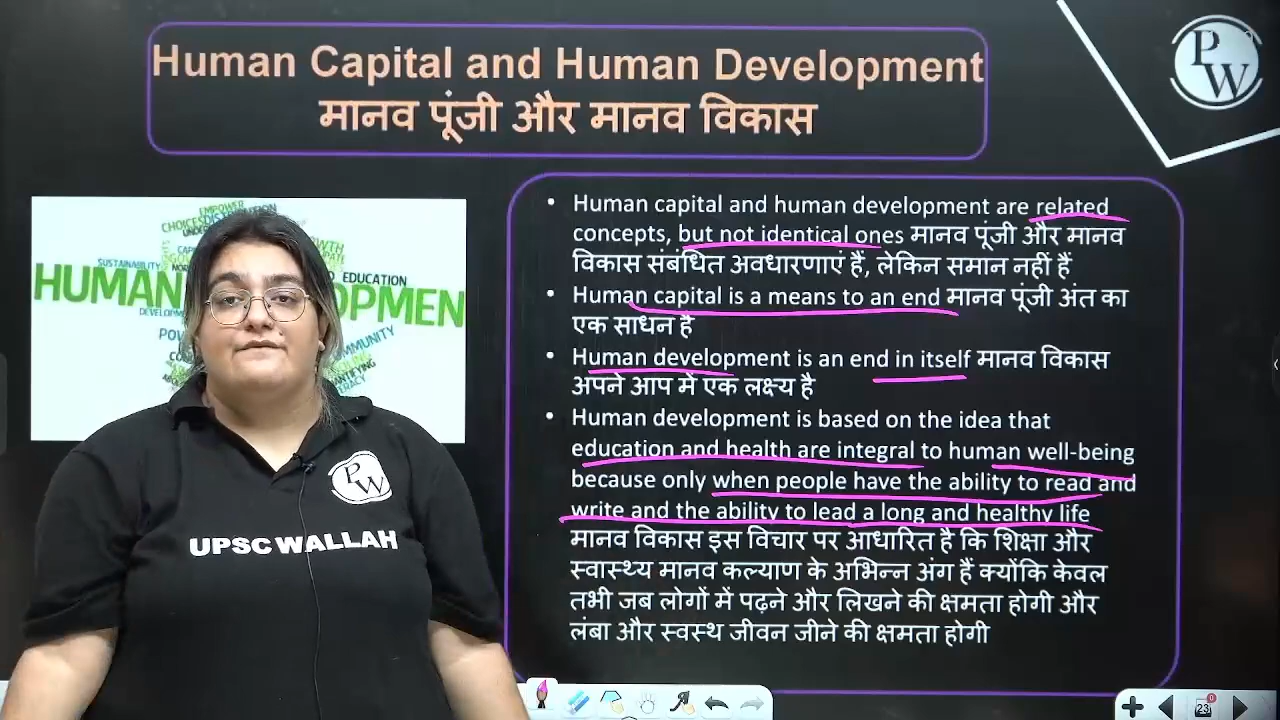 Human Capital and Human Development
मानव पूंजी और मानव विकास
PW
EMPOWER
CHOICES
SUSTAINABILITY
EDUCATION
HUMAN
OPMEN
DEVELOPM
POV
MMUNITY
PW
UPSC WALLAH
• Human capital and human development are related
concepts, but not identical ones मानव पूंजी और मानव
विकास संबंधित अवधारणाएं हैं, लेकिन समान नहीं हैं
• Human capital is a means to an end मानव पूंजी अंत का
एक साधन है
• Human development is an end in itself मानव विकास
अपने आप में एक लक्ष्य है
• Human development is based on the idea that
education and health are integral to human well-being
because only when people have the ability to read and
write and the ability to lead a long and healthy life
मानव विकास इस विचार पर आधारित है कि शिक्षा और
स्वास्थ्य मानव कल्याण के अभिन्न अंग हैं क्योंकि केवल
तभी जब लोगों में पढ़ने और लिखने की क्षमता होगी और
लंबा और स्वस्थ जीवन जीने की क्षमता होगी
23